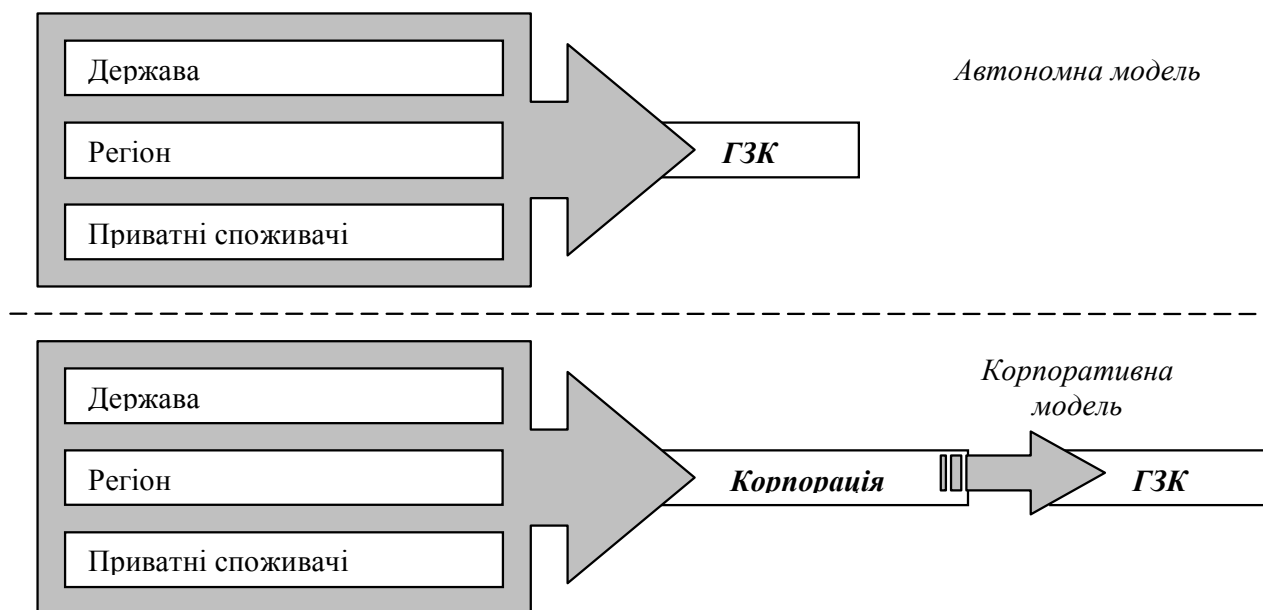 Держава
Автономна модель
Регіон
ГЗК
Приватні споживачі
Корпоративна
модель
Держава
Регіон
Корпорація
ГЗК
Приватні споживачі